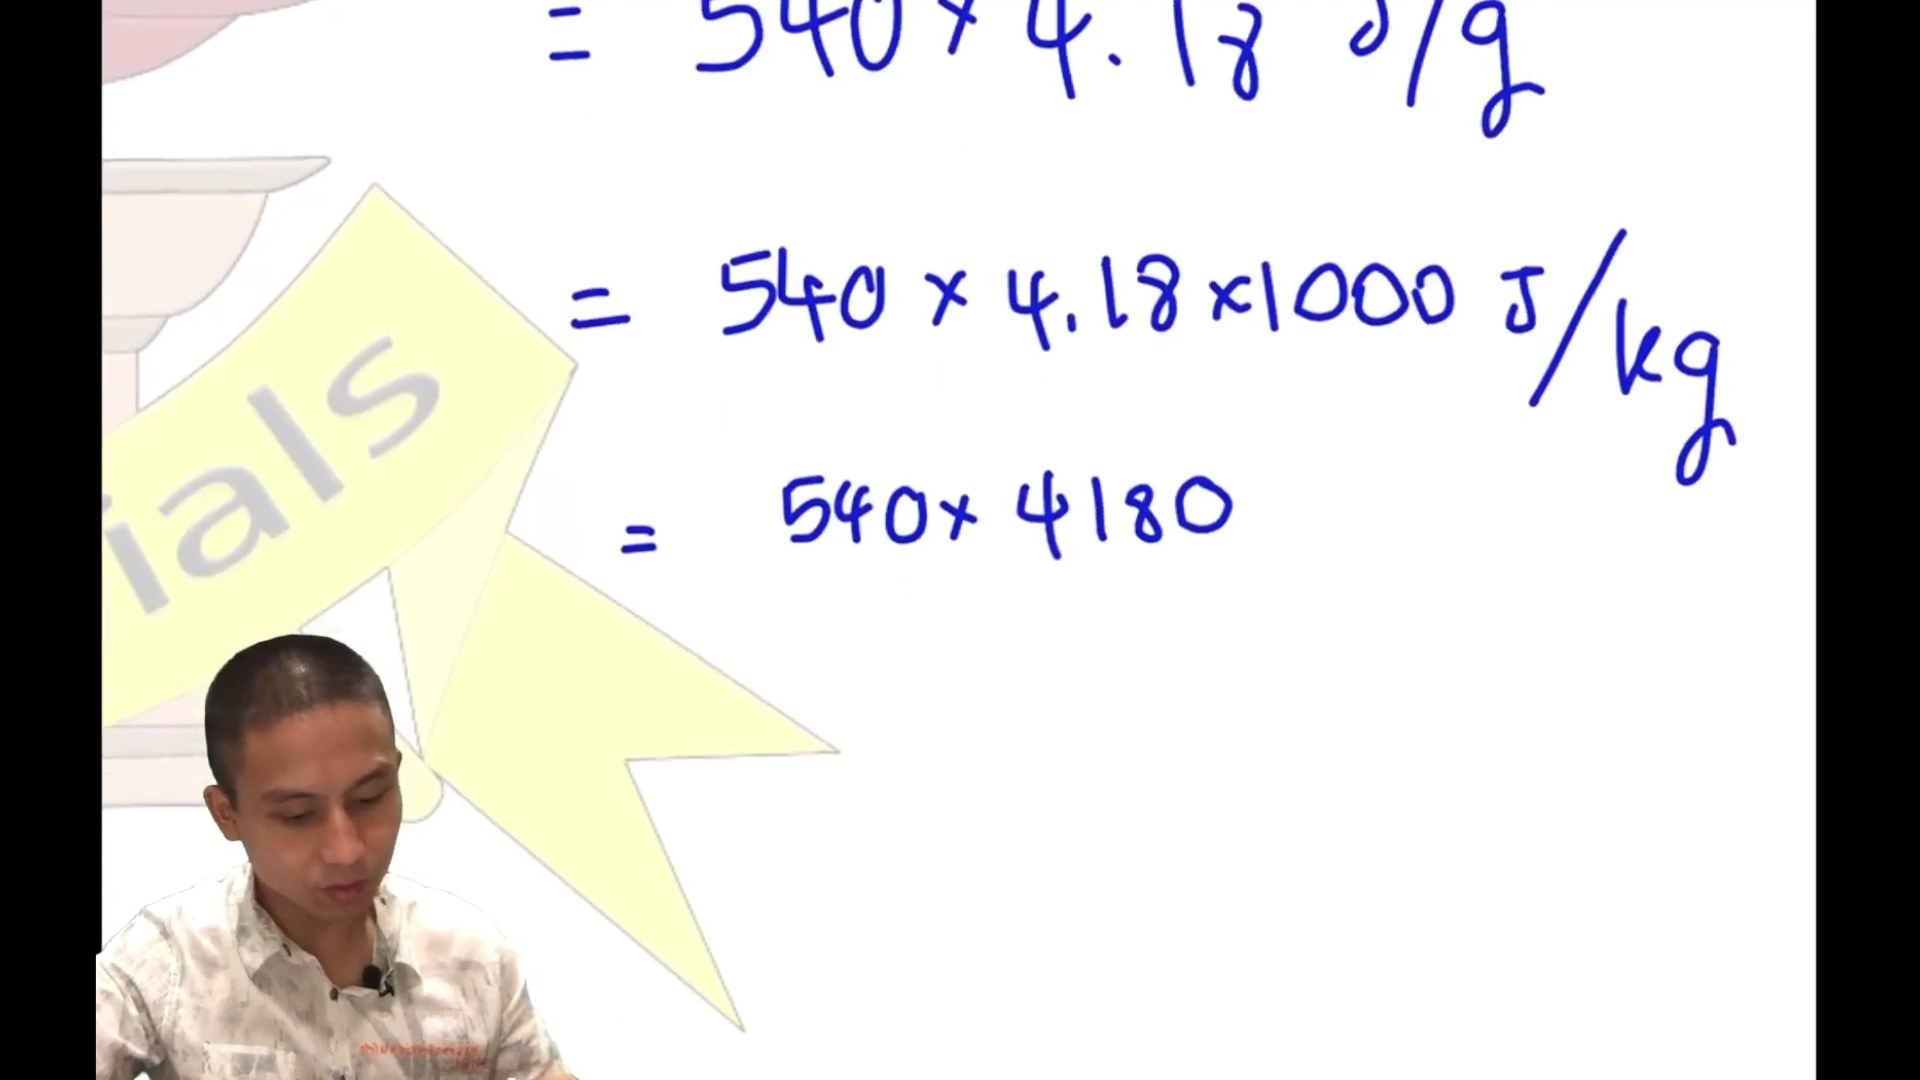 = 540 × 4.18 J/g
= 540 × 4.18 × 1000 J/kg
= 540 × 4180
ials